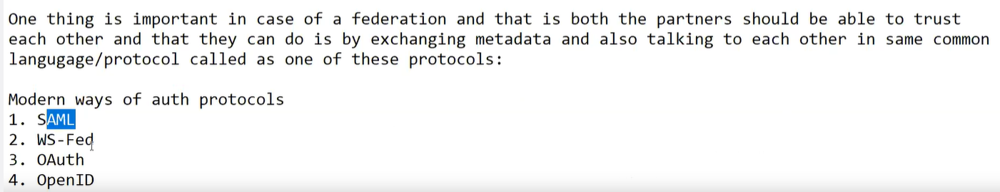 One thing is important in case of a federation and that is both the partners should be able to trust
each other and that they can do is by exchanging metadata and also talking to each other in same common
langugage/protocol called as one of these protocols:
Modern ways of auth protocols
1. SAML
2. WS-Fed
3. OAuth
4. OpenID